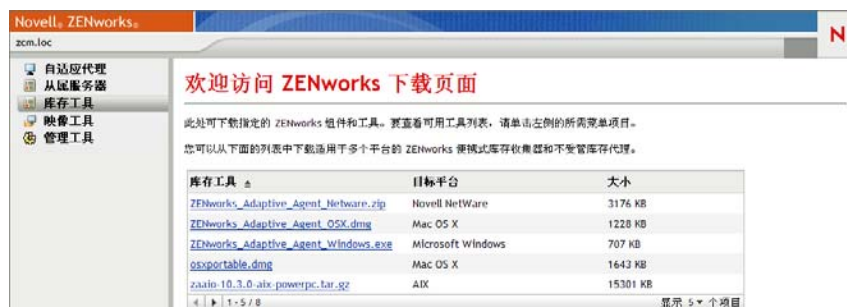 Novell® ZENworks®
zcm.loc
N
自适应代理
从属服务器
库存工具
映像工具
管理工具
欢迎访问 ZENworks 下载页面
此处可下载指定的 ZENworks 组件和工具。要查看可用工具列表，请单击左侧的所需菜单项目。
您可以从下面的列表中下载适用于多个平台的 ZENworks 便携式库存收集器和不受管库存代理。
库存工具 目标平台 大小
ZENworks_Adaptive_Agent_Netware.zip Novell NetWare 3176 KB
ZENworks_Adaptive_Agent_OSX.dmg Mac OS X 1228 KB
ZENworks_Adaptive_Agent_Windows.exe Microsoft Windows 707 KB
osxportable.dmg Mac OS X 1643 KB
zaaio-10.3.0-aix-powerpc.tar.gz AIX 15301 KB
1 - 5 / 8 显示 5 个项目